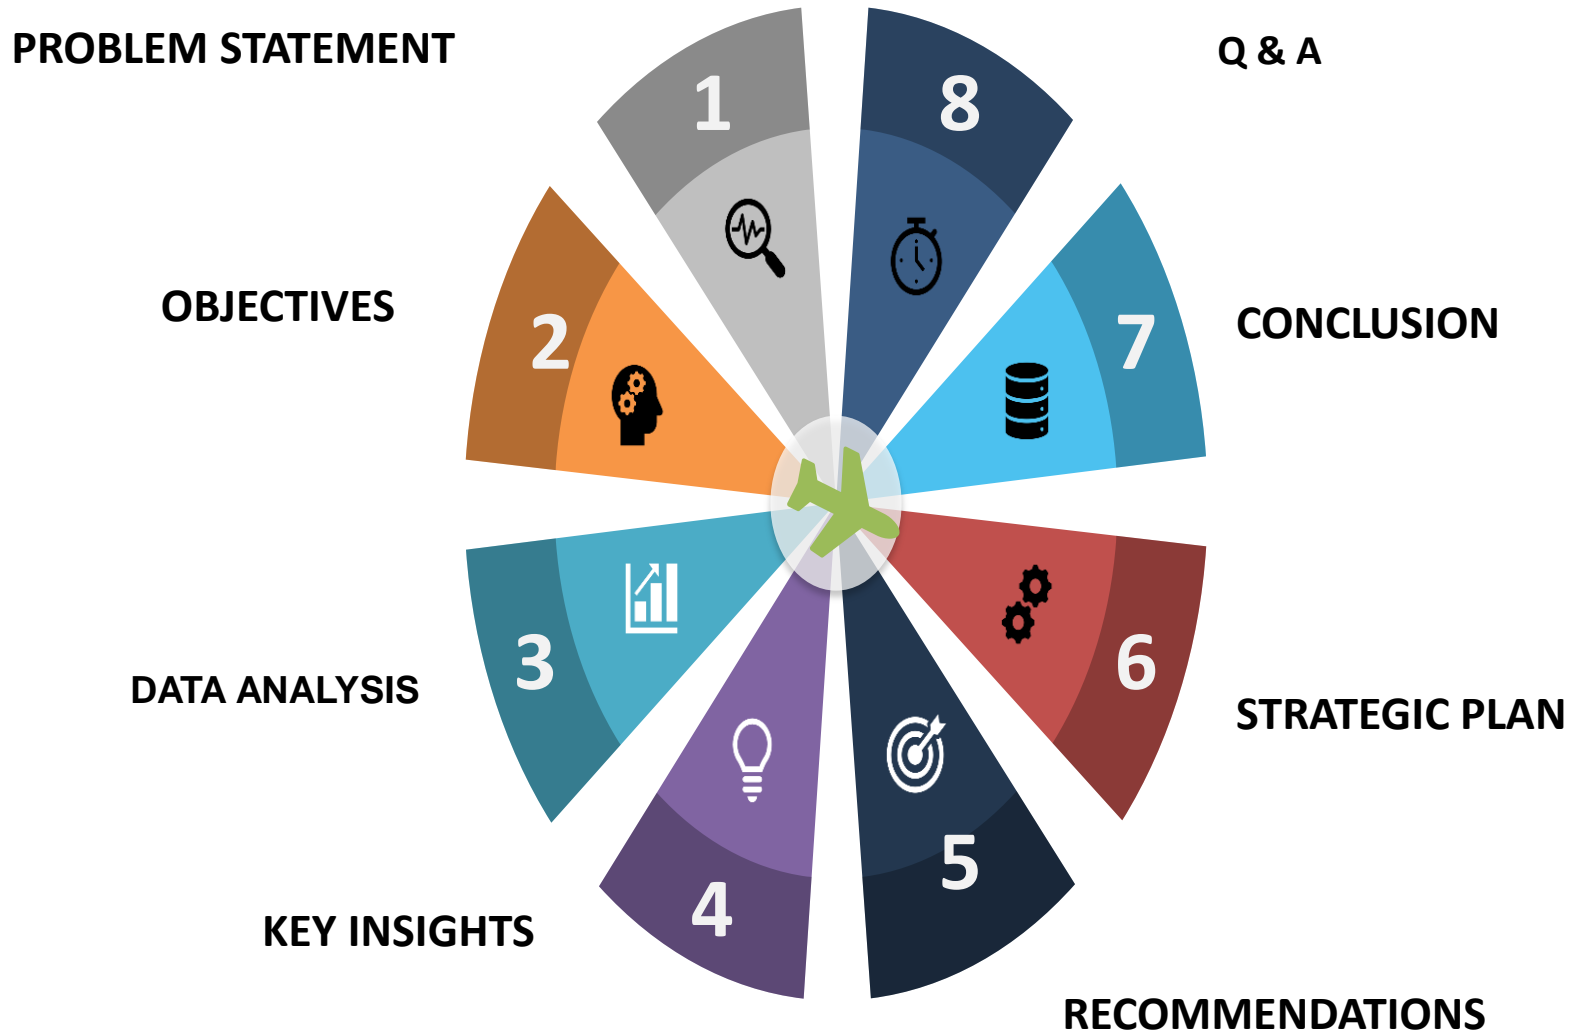 PROBLEM STATEMENT
1
OBJECTIVES
2
DATA ANALYSIS
3
KEY INSIGHTS
4
RECOMMENDATIONS
5
STRATEGIC PLAN
6
CONCLUSION
7
Q & A
8